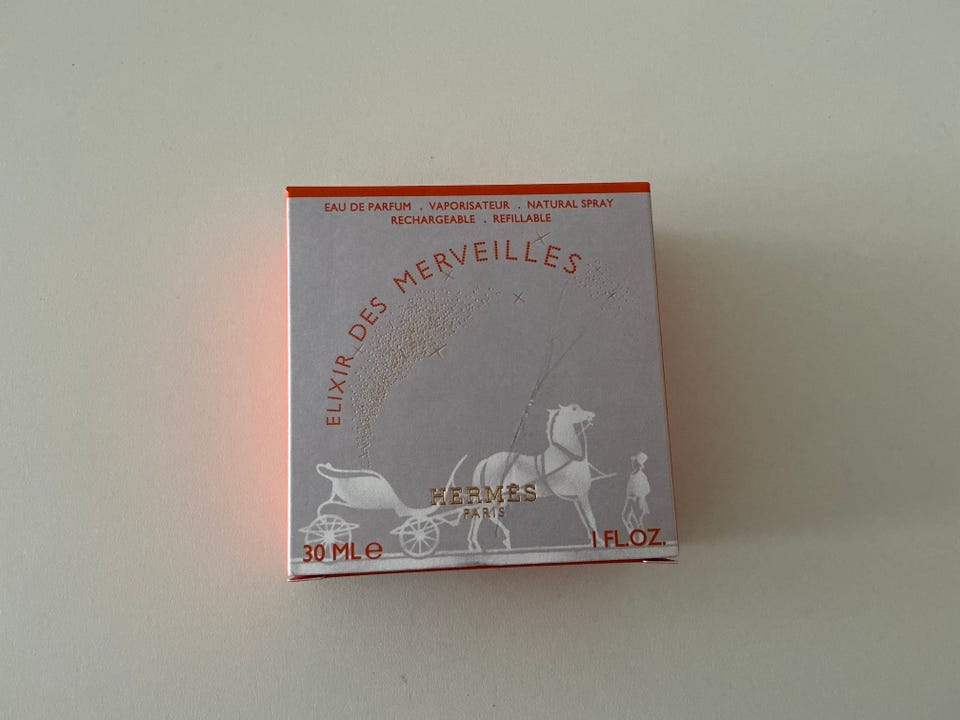 EAU DE PARFUM . VAPORISATEUR . NATURAL SPRAY
RECHARGEABLE . REFILLABLE
ELIXIR DES MERVEILLES
HERMÈS
PARIS
30 ML e
1 FL.OZ.